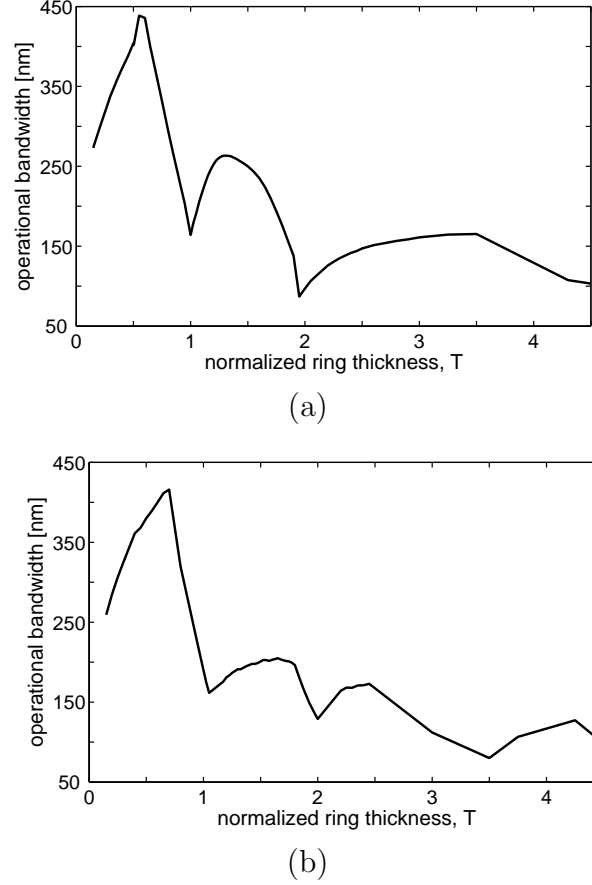 450
350
250
150
50
operational bandwidth [nm]
0 1 2 3 4
normalized ring thickness, T
(a)
450
350
250
150
50
operational bandwidth [nm]
0 1 2 3 4
normalized ring thickness, T
(b)